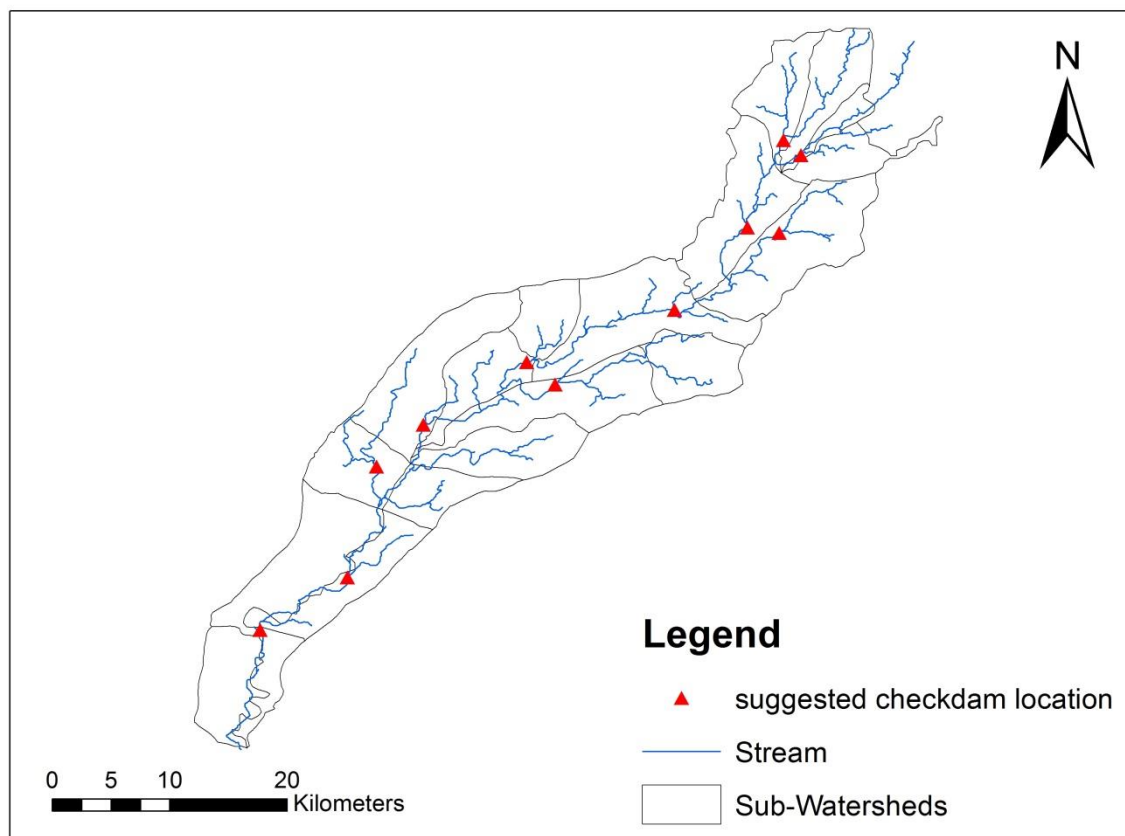 N
Legend
suggested checkdam location
Stream
Sub-Watersheds
0 5 10 20
Kilometers